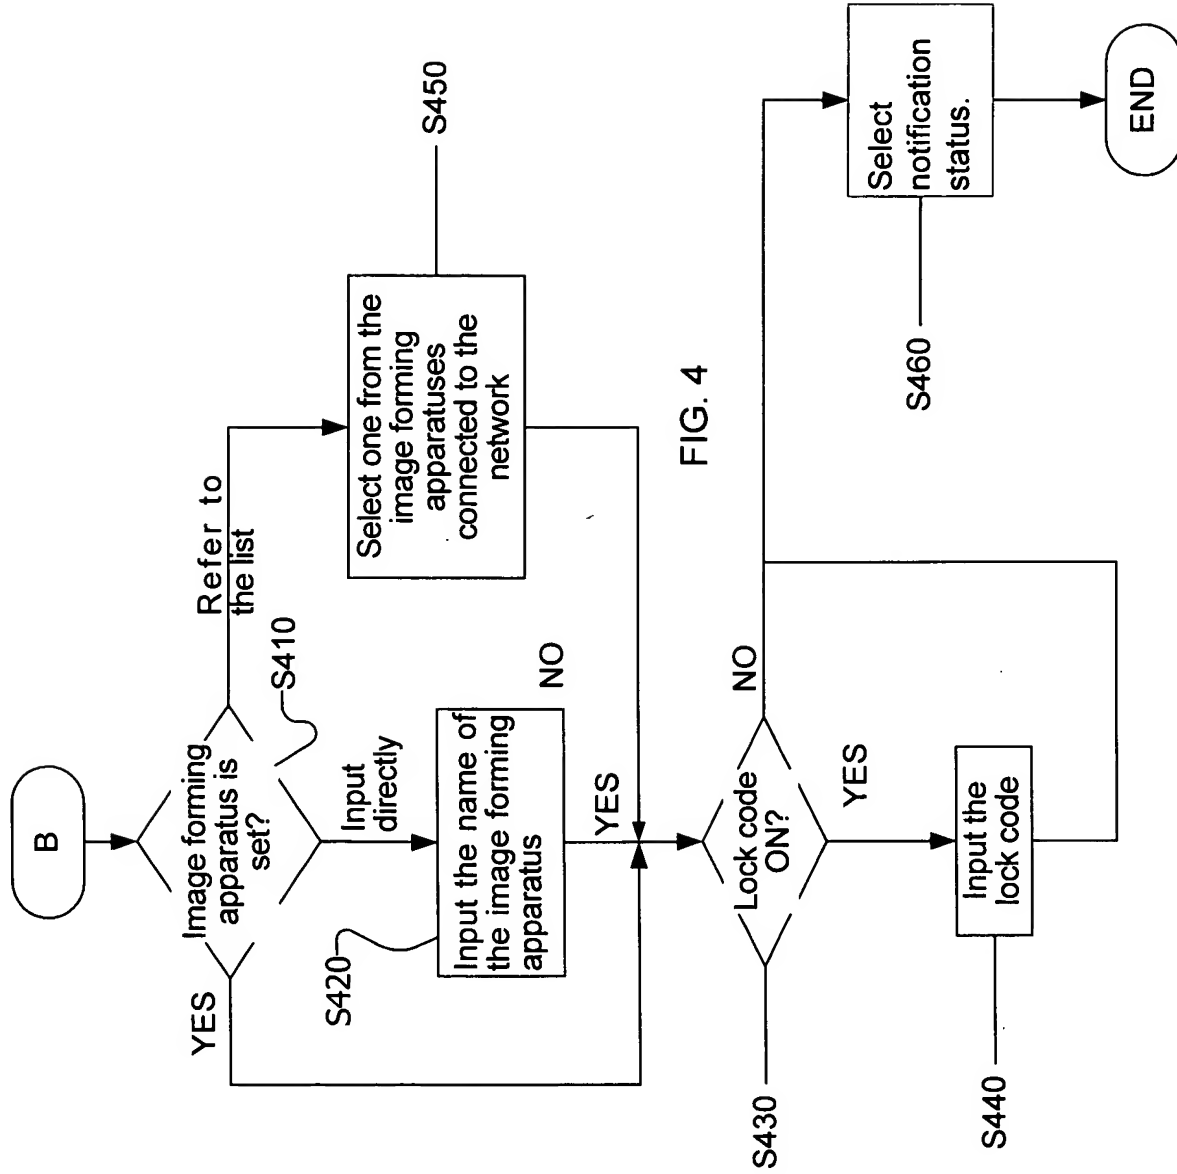 B
Image forming
apparatus is
set?
S410
YES
Refer to
the list
Input
directly
Select one from the
image forming
apparatuses
connected to the
network
S450
S420
Input the name of
the image forming
apparatus
NO
YES
FIG. 4
Lock code
ON?
S430
NO
YES
Input the
lock code
S440
Select
notification
status.
S460
END